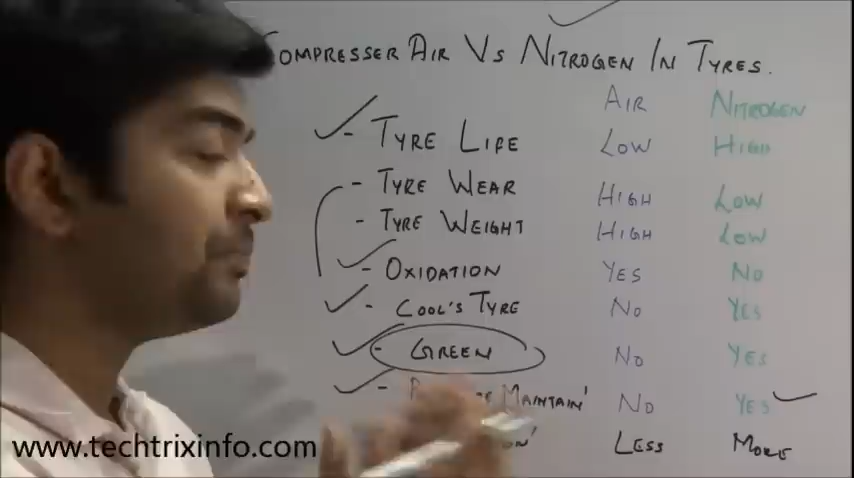 COMPRESSER AIR VS NITROGEN IN TYRES.
AIR NITROGEN
- TYRE LIFE LOW HIGH
- TYRE WEAR HIGH LOW
- TYRE WEIGHT HIGH LOW
- OXIDATION YES NO
- COOL'S TYRE NO YES
- GREEN NO YES
- MAINTAIN' NO YES
LESS MORE
www.techtrixinfo.com